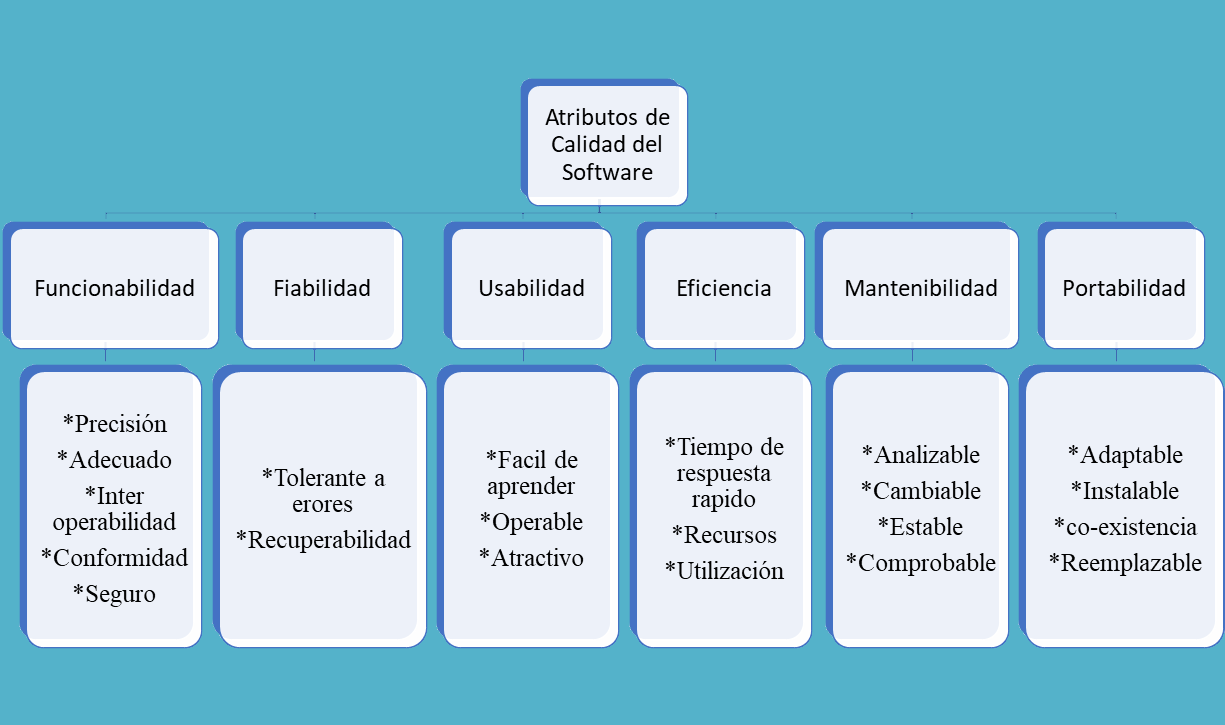 Atributos de
Calidad del
Software
Funcionabilidad
Fiabilidad
Usabilidad
Eficiencia
Mantenibilidad
Portabilidad
*Precisión
*Adecuado
*Inter
operabilidad
*Conformidad
*Seguro
*Tolerante a
erores
*Recuperabilidad
*Facil de
aprender
*Operable
*Atractivo
*Tiempo de
respuesta
rapido
*Recursos
*Utilización
*Analizable
*Cambiable
*Estable
*Comprobable
*Adaptable
*Instalable
*co-existencia
*Reemplazable